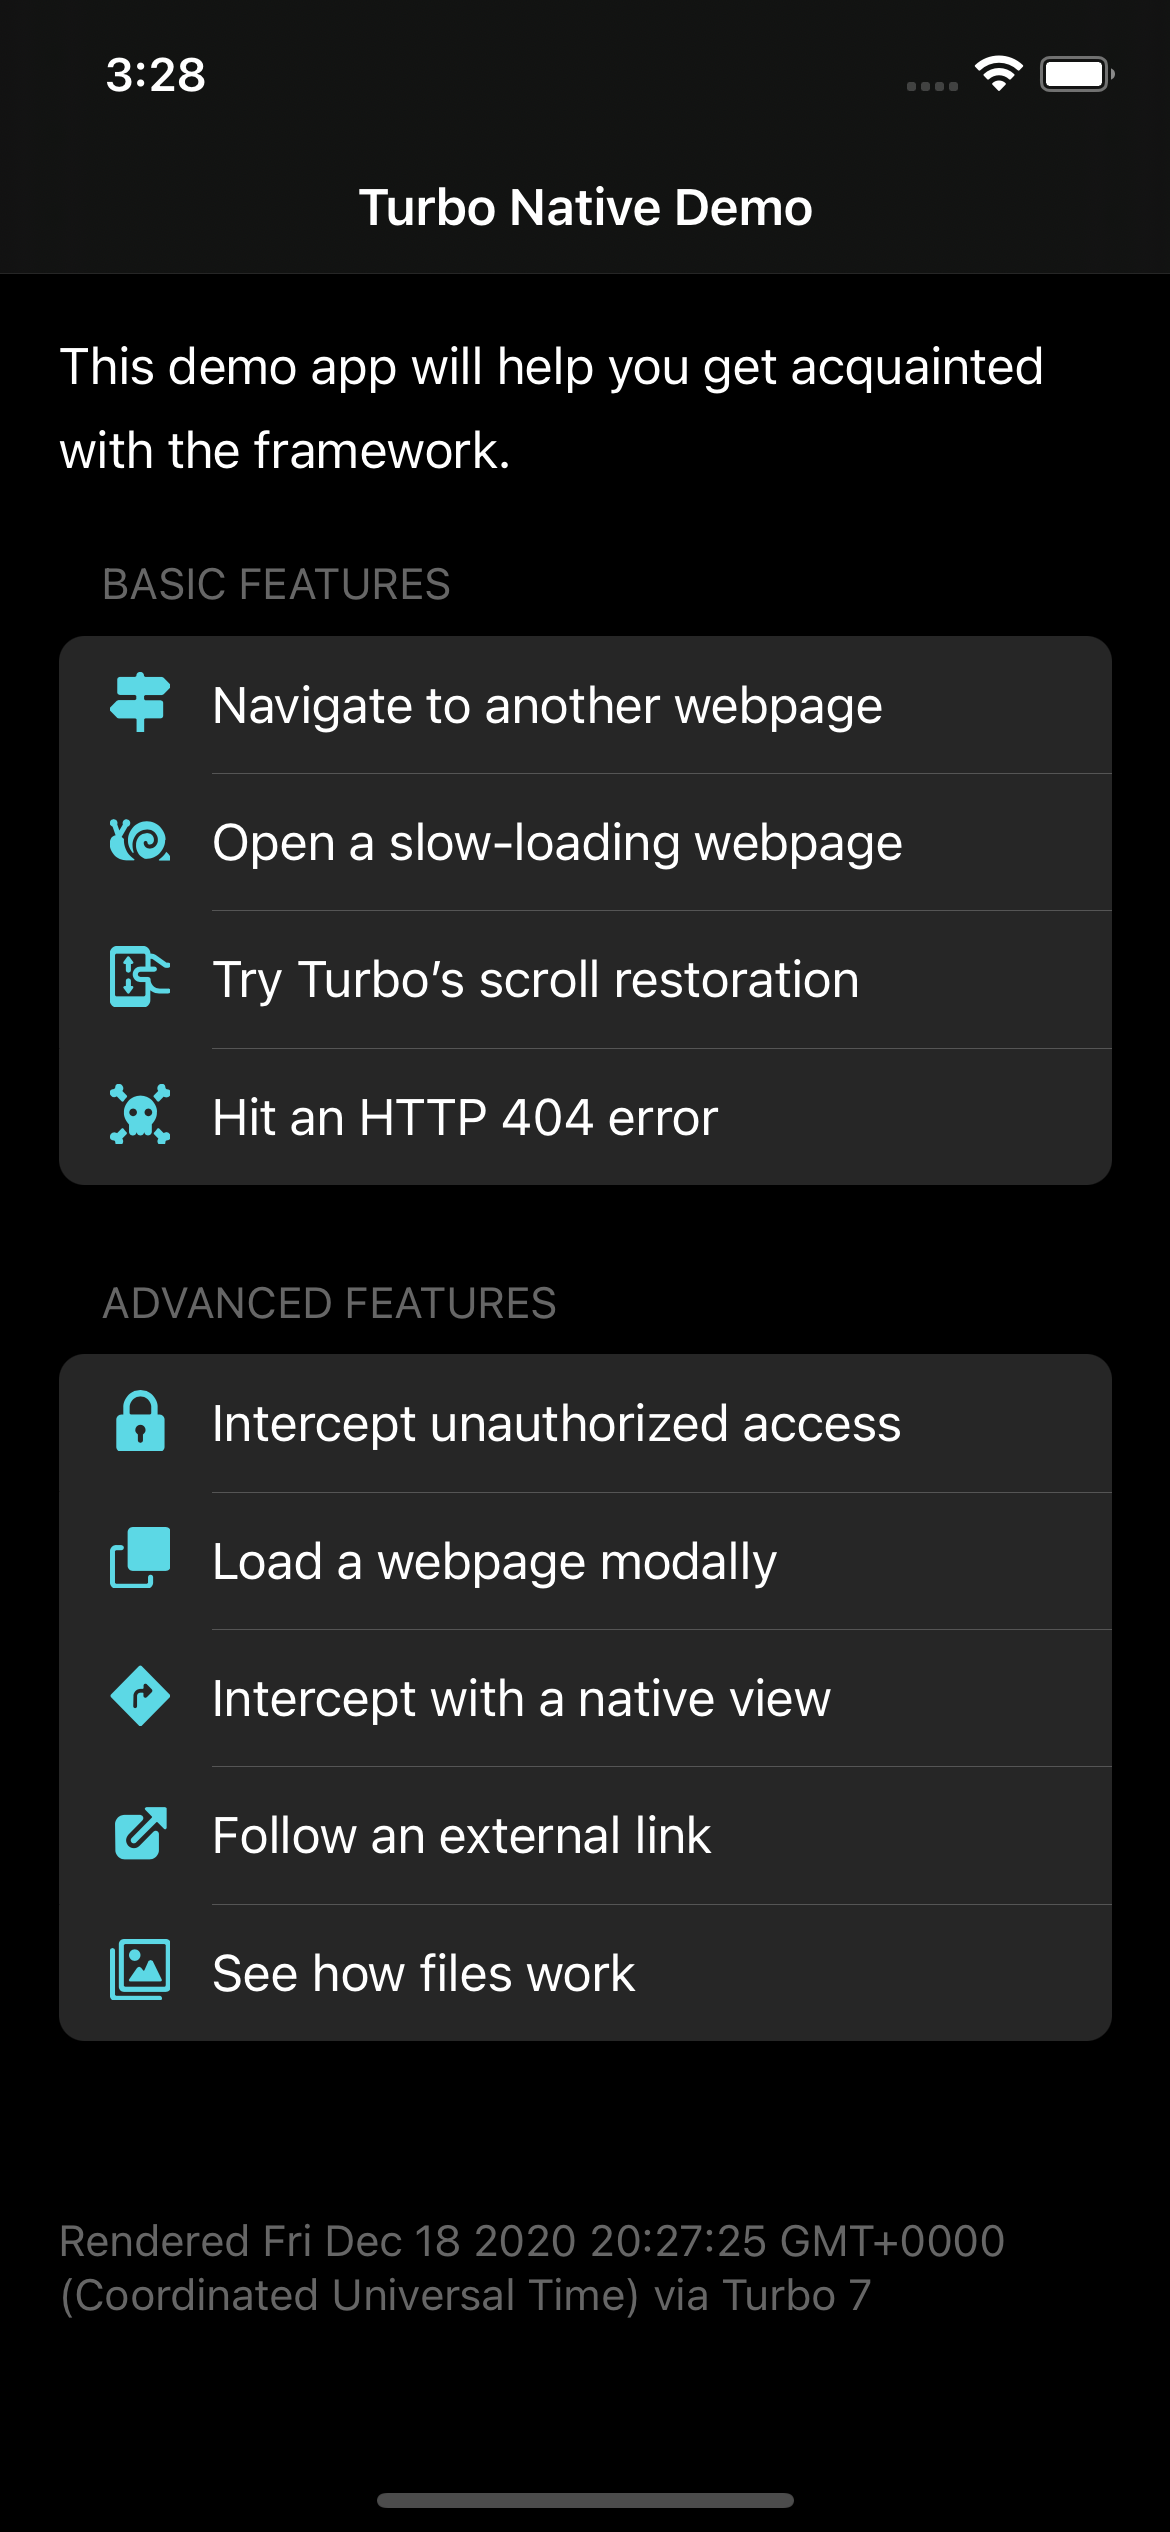 3:28
Turbo Native Demo
This demo app will help you get acquainted
with the framework.
BASIC FEATURES
Navigate to another webpage
Open a slow-loading webpage
Try Turbo’s scroll restoration
Hit an HTTP 404 error
ADVANCED FEATURES
Intercept unauthorized access
Load a webpage modally
Intercept with a native view
Follow an external link
See how files work
Rendered Fri Dec 18 2020 20:27:25 GMT+0000
(Coordinated Universal Time) via Turbo 7